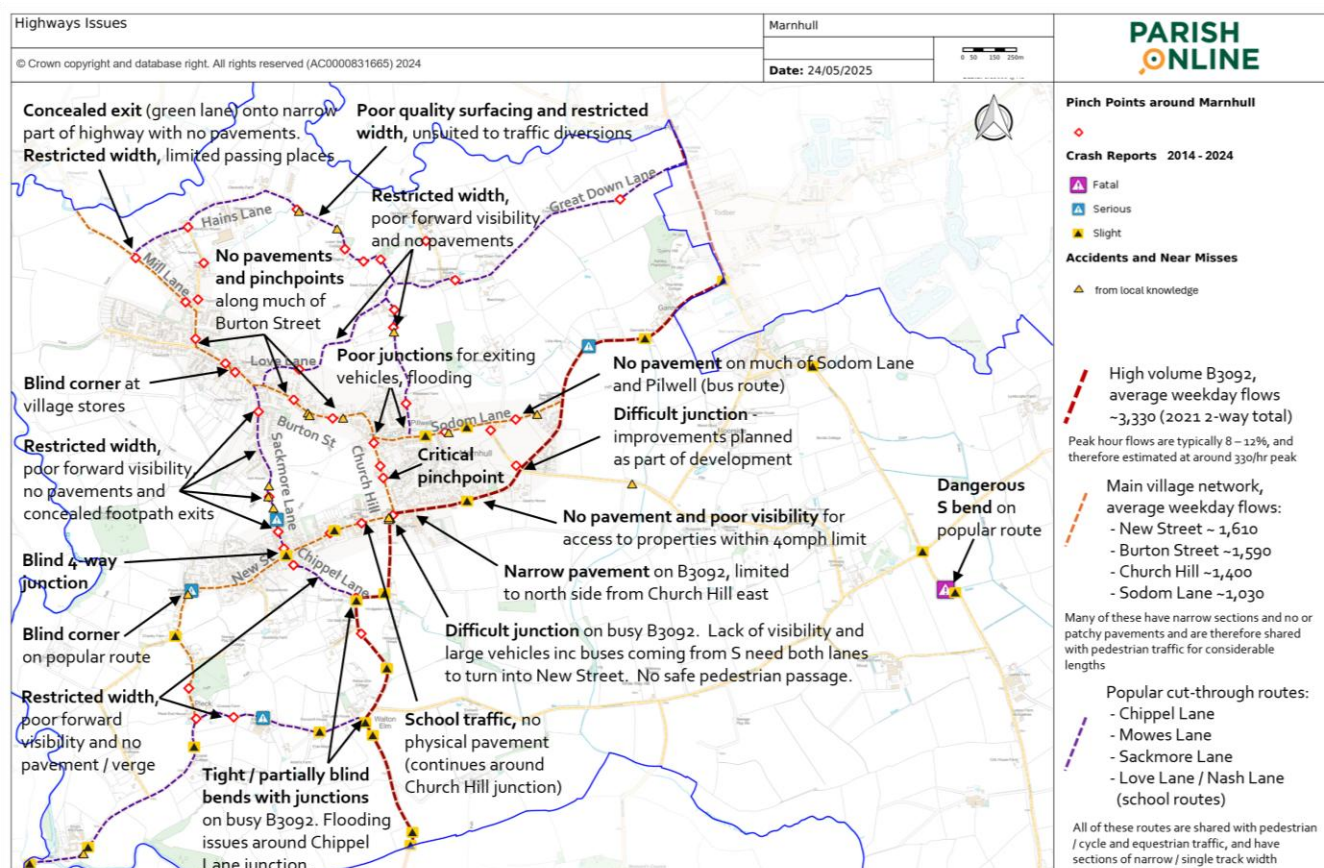 Highways Issues
Marnhull
© Crown copyright and database right. All rights reserved (AC0000831665) 2024
Date: 24/05/2025
0 50 150 250m
PARISH
ONLINE
Concealed exit (green lane) onto narrow
part of highway with no pavements.
Restricted width, limited passing places
Poor quality surfacing and restricted
width, unsuited to traffic diversions
Restricted width,
poor forward visibility
and no pavements
Great Down Lane
Hains Lane
Mill Lane
No pavements
and pinchpoints
along much of
Burton Street
Love Lane
Poor junctions for exiting
vehicles, flooding
No pavement on much of Sodom Lane
and Pilwell (bus route)
Blind corner at
village stores
Burton St
Sodom Lane
Difficult junction -
improvements planned
as part of development
Restricted width,
poor forward visibility,
no pavements and
concealed footpath exits
Sackmore Lane
Church Hill
Critical
pinchpoint
Marnhull
Dangerous
S bend on
popular route
No pavement and poor visibility for
access to properties within 40mph limit
Blind 4-way
junction
New St
Chippel Lane
Narrow pavement on B3092, limited
to north side from Church Hill east
Blind corner
on popular route
Difficult junction on busy B3092. Lack of visibility and
large vehicles inc buses coming from S need both lanes
to turn into New Street. No safe pedestrian passage.
Restricted width,
poor forward
visibility and no
pavement / verge
Pleck
Walton
Elm
School traffic, no
physical pavement
(continues around
Church Hill junction)
Tight / partially blind
bends with junctions
on busy B3092. Flooding
issues around Chippel
Lane junction
Pinch Points around Marnhull
Crash Reports 2014 - 2024
Fatal
Serious
Slight
Accidents and Near Misses
from local knowledge
High volume B3092,
average weekday flows
~3,330 (2021 2-way total)
Peak hour flows are typically 8 – 12%, and
therefore estimated at around 330/hr peak
Main village network,
average weekday flows:
- New Street ~ 1,610
- Burton Street ~1,590
- Church Hill ~1,400
- Sodom Lane ~1,030
Many of these have narrow sections and no or
patchy pavements and are therefore shared
with pedestrian traffic for considerable
lengths
Popular cut-through routes:
- Chippel Lane
- Mowes Lane
- Sackmore Lane
- Love Lane / Nash Lane
(school routes)
All of these routes are shared with pedestrian
/ cycle and equestrian traffic, and have
sections of narrow / single track width